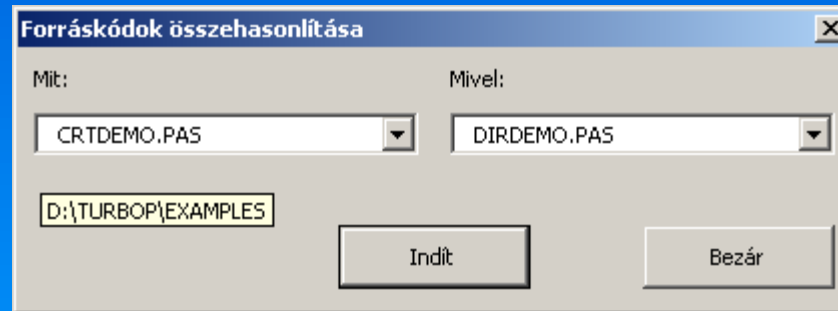 Forráskódok összehasonlítása
Mit:
Mivel:
CRTDEMO.PAS
DIRDEMO.PAS
D:\TURBOP\EXAMPLES
Indít
Bezár